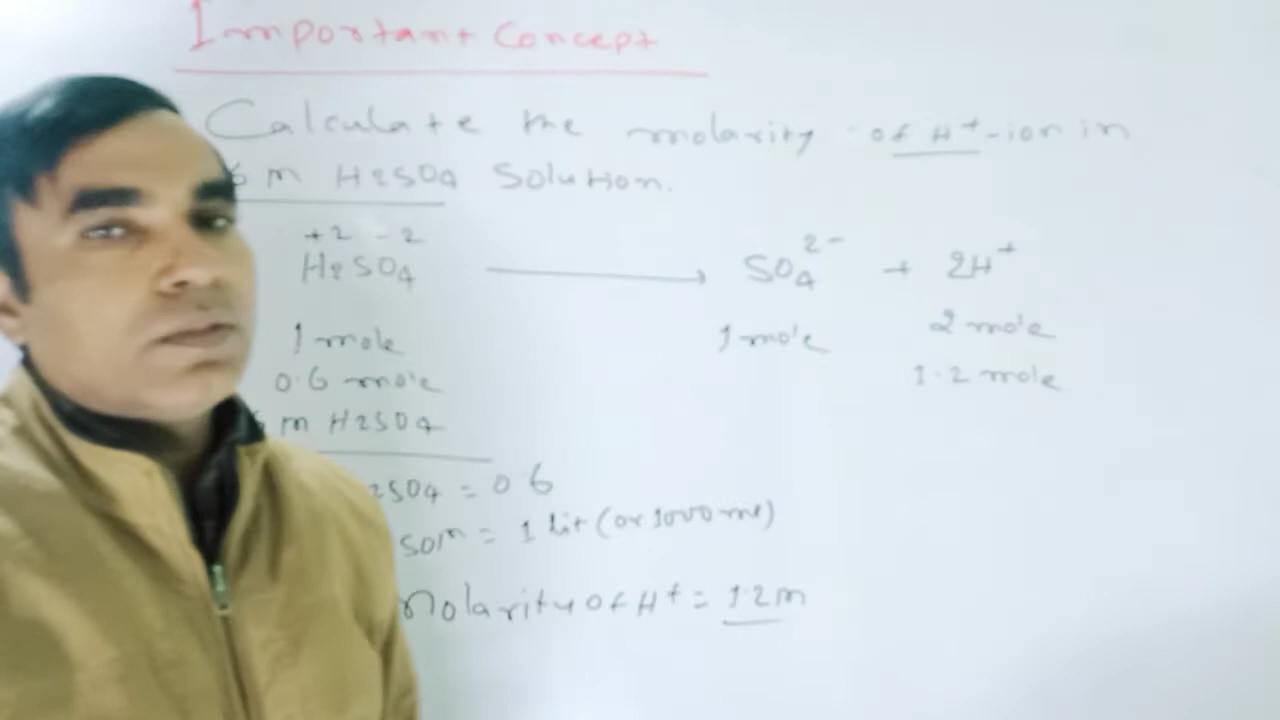 Important Concept
Calculate the molarity of H+-ion in
6 m H2SO4 Solution.
+2 -2
H2SO4 → SO4 2- + 2H+
1 mole 1 mole 2 mole
0.6 mole 1.2 mole
m H2SO4
2SO4 = 0.6
solⁿ = 1 lit (or 1000 ml)
Molarity of H+ = 1.2 m